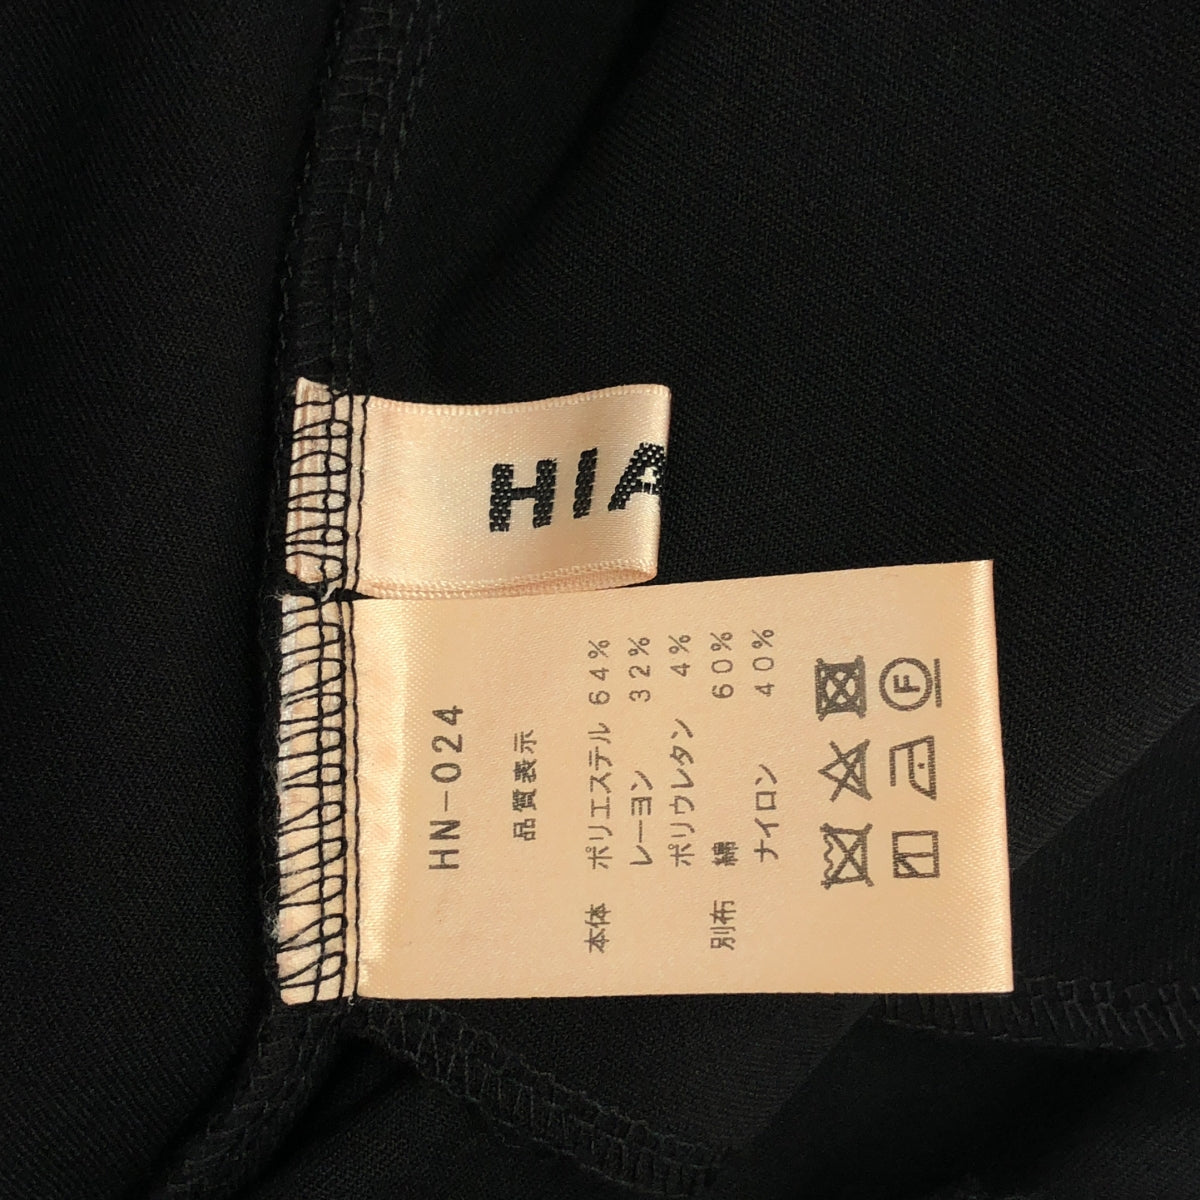 HIA
HN-024
品質表示
本体 ポリエステル 64%
レーヨン 32%
ポリウレタン 4%
別布 綿 60%
ナイロン 40%
F